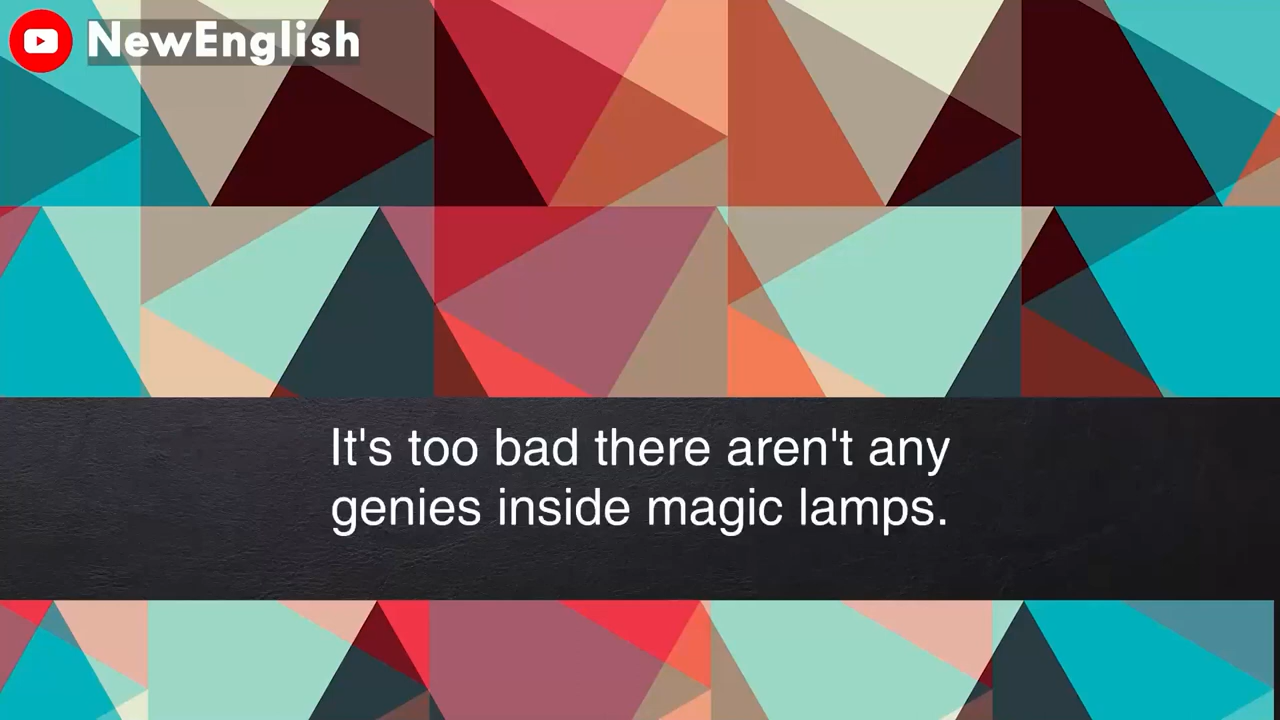 NewEnglish
It's too bad there aren't any
genies inside magic lamps.